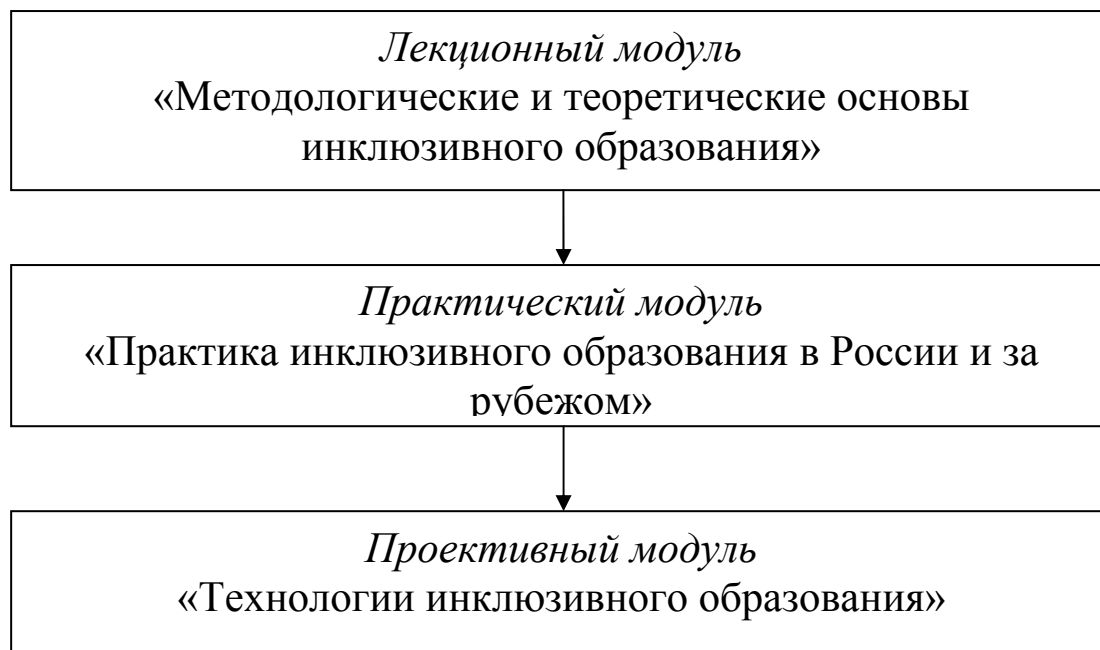 Лекционный модуль
«Методологические и теоретические основы
инклюзивного образования»
Практический модуль
«Практика инклюзивного образования в России и за
рубежом»
Проективный модуль
«Технологии инклюзивного образования»